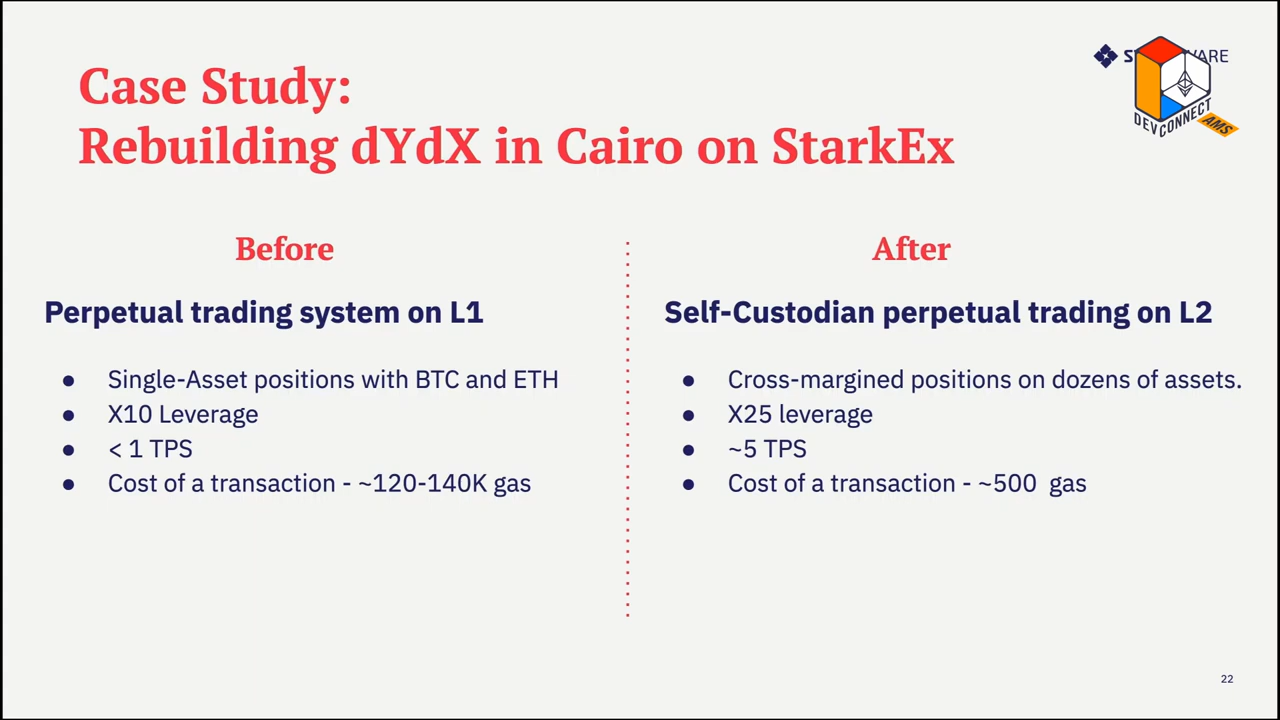 Case Study:
Rebuilding dYdX in Cairo on StarkEx
DEVCONNECT
AMS
Before
After
Perpetual trading system on L1
● Single-Asset positions with BTC and ETH
● X10 Leverage
● < 1 TPS
● Cost of a transaction - ~120-140K gas
Self-Custodian perpetual trading on L2
● Cross-margined positions on dozens of assets.
● X25 leverage
● ~5 TPS
● Cost of a transaction - ~500 gas
22